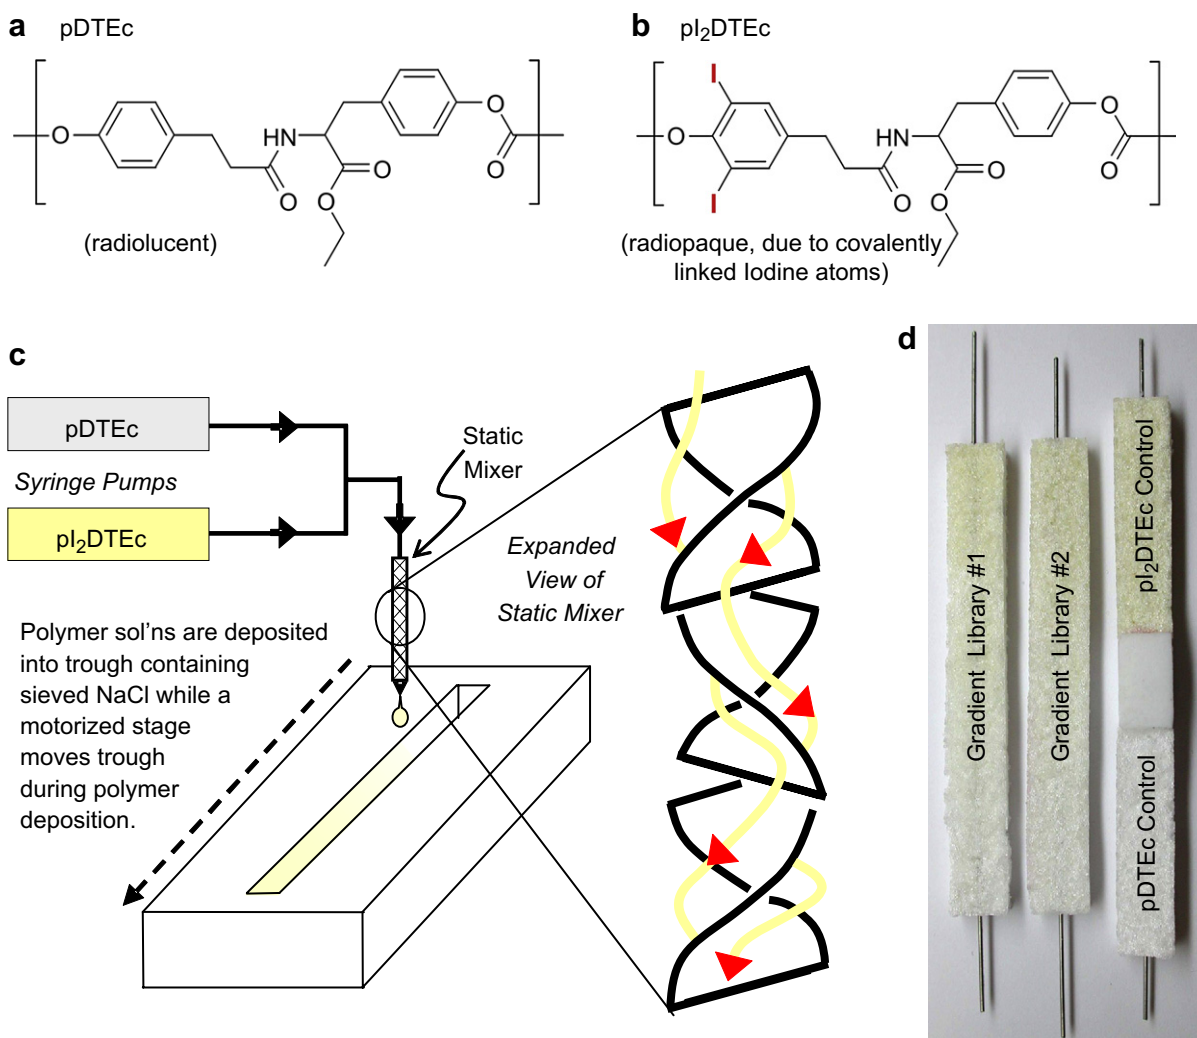 a pDTEc
O
HN
O
O
O
O
O
O
(radiolucent)
b pI₂DTEc
I
I
O
HN
O
O
O
O
O
O
(radiopaque, due to covalently
linked Iodine atoms)
c
pDTEc
Syringe Pumps
pI₂DTEc
Static
Mixer
Expanded
View of
Static Mixer
Polymer sol'ns are deposited
into trough containing
sieved NaCl while a
motorized stage
moves trough
during polymer
deposition.
d
Gradient Library #1
Gradient Library #2
pI₂DTEc Control
pDTEc Control